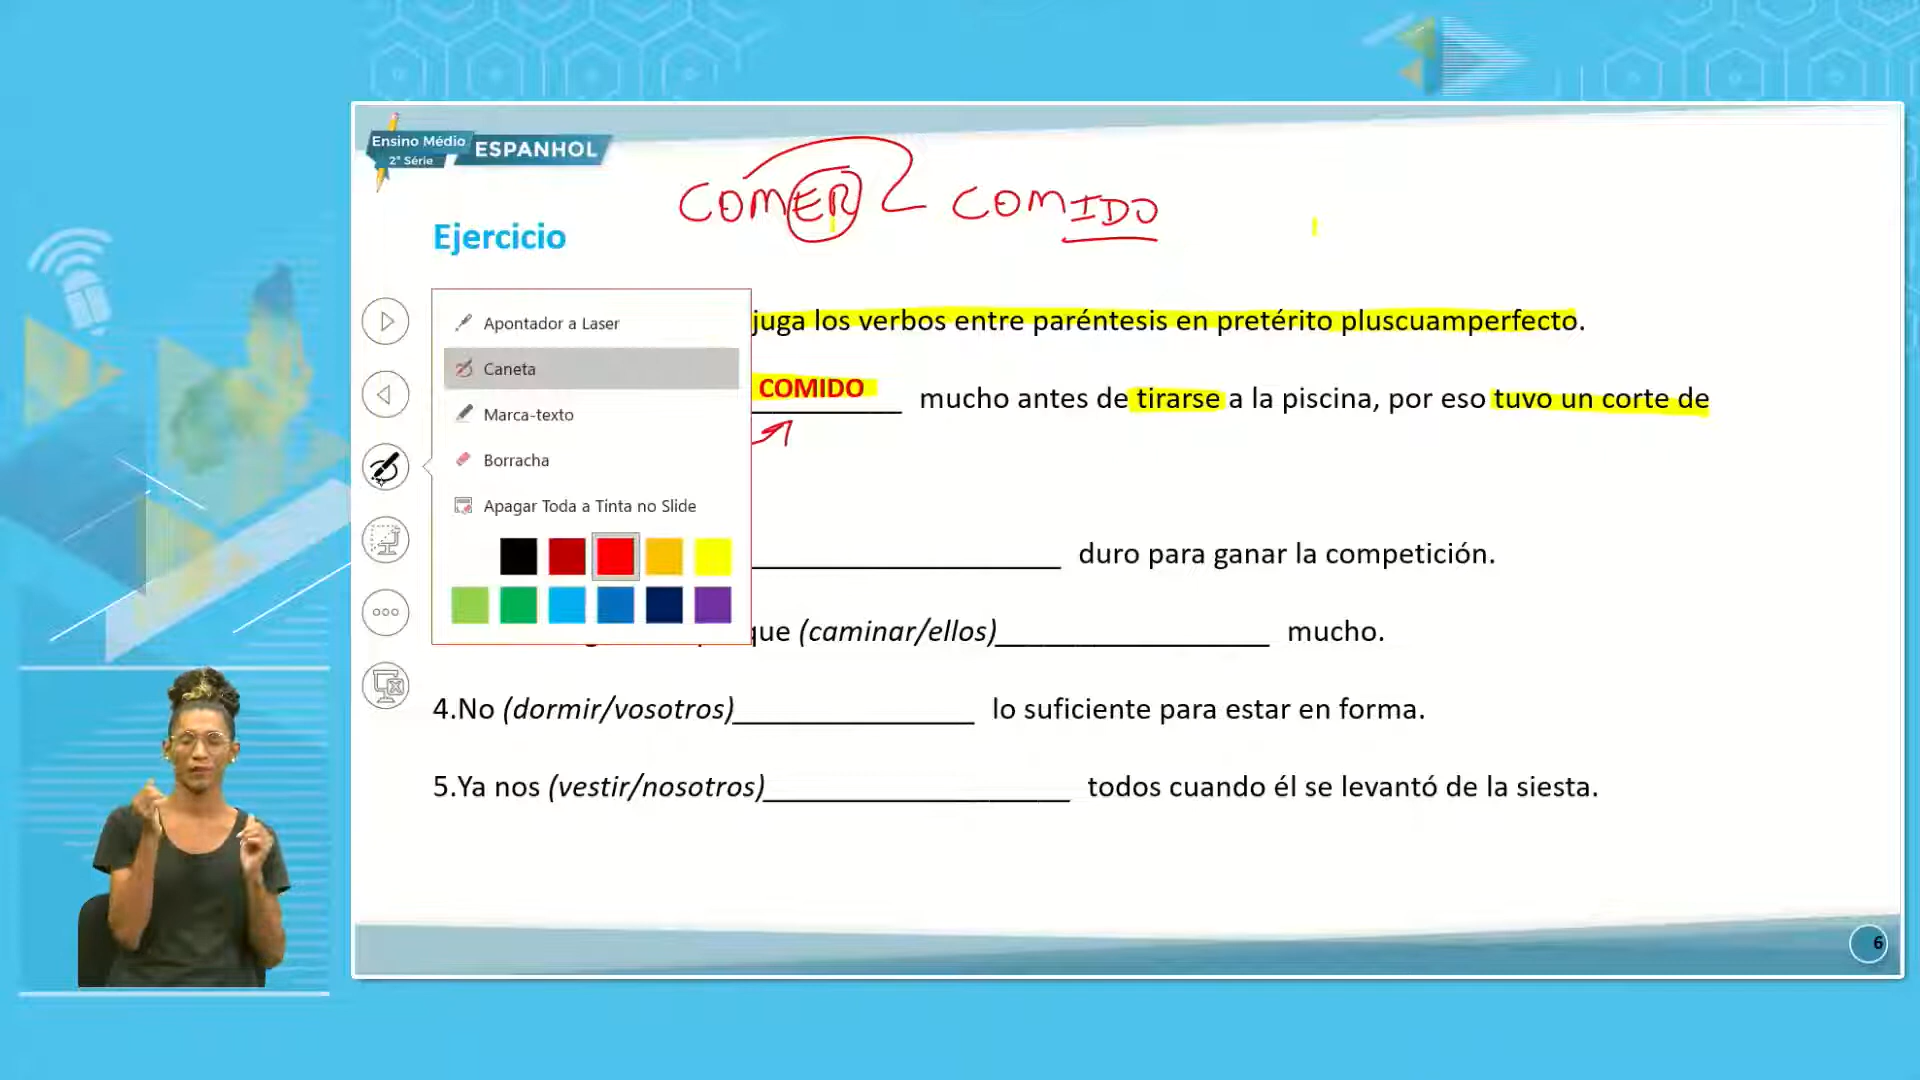 Ensino Médio
2ª Série
ESPANHOL
COMER COMIDO
Ejercicio
juga los verbos entre paréntesis en pretérito pluscuamperfecto.
COMIDO
mucho antes de tirarse a la piscina, por eso tuvo un corte de
Apontador a Laser
Caneta
Marca-texto
Borracha
Apagar Toda a Tinta no Slide
duro para ganar la competición.
que (caminar/ellos)__________________ mucho.
4.No (dormir/vosotros)________________ lo suficiente para estar en forma.
5.Ya nos (vestir/nosotros)____________________ todos cuando él se levantó de la siesta.
6